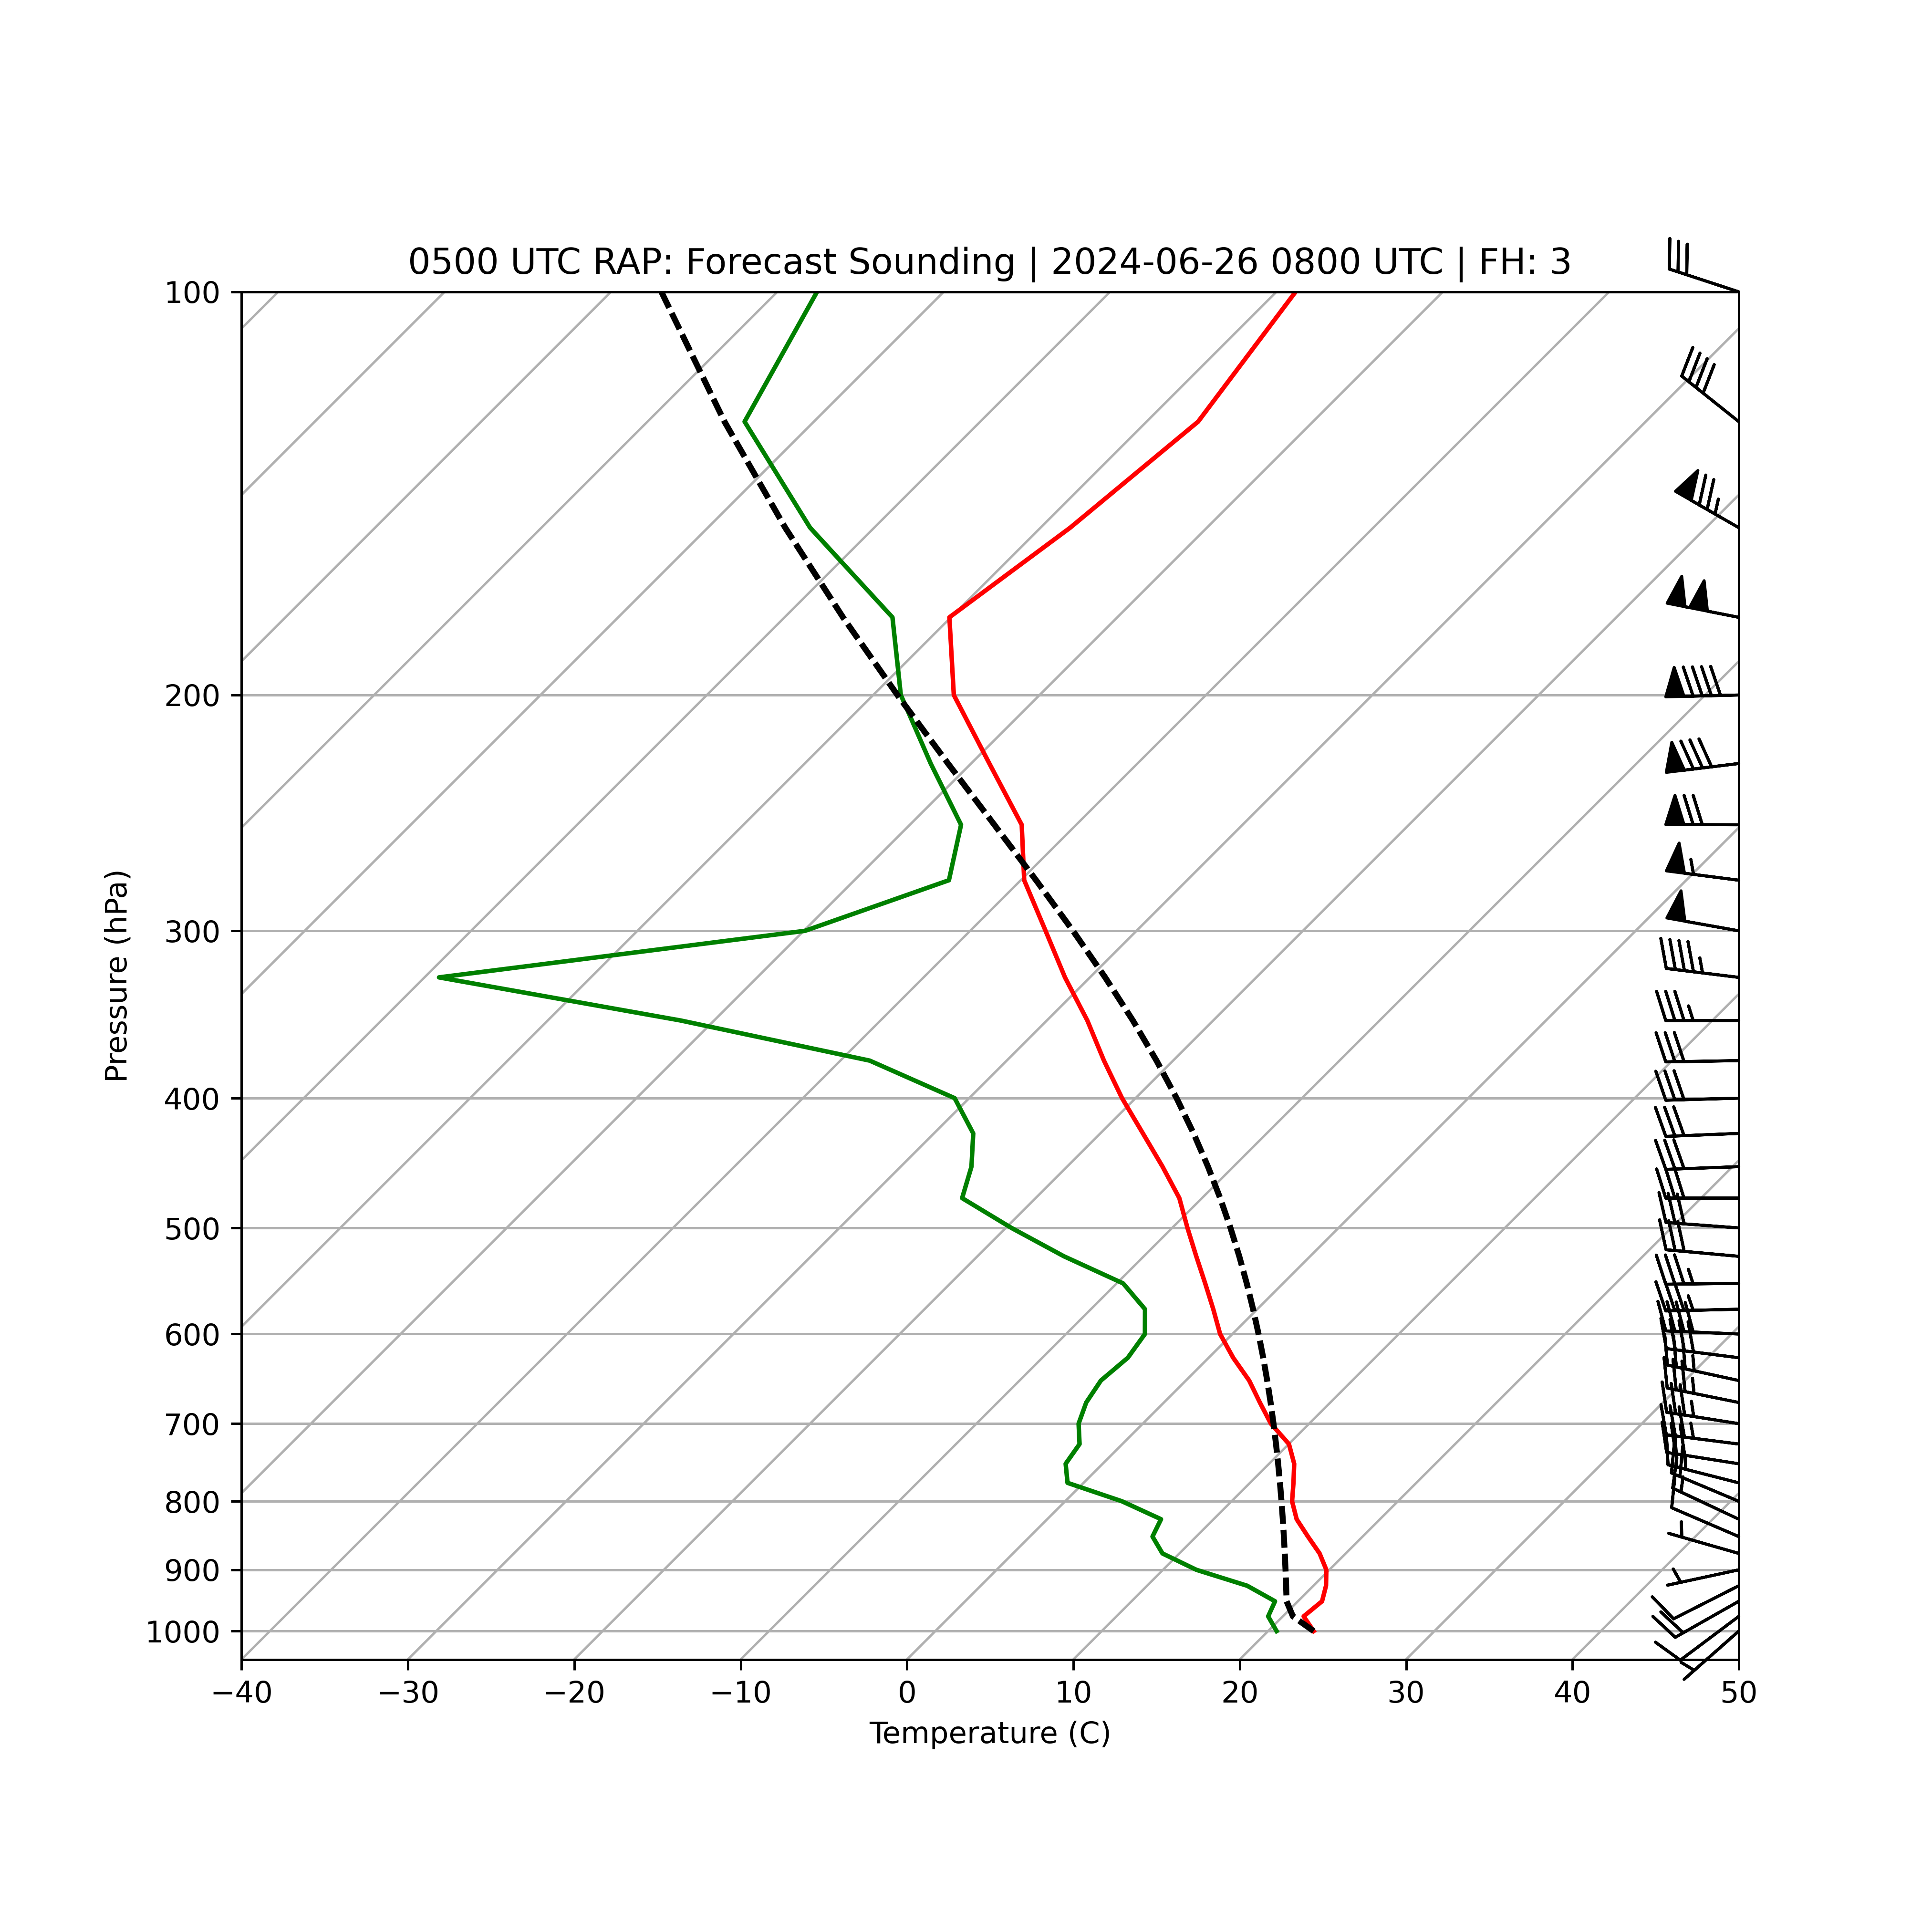 0500 UTC RAP: Forecast Sounding | 2024-06-26 0800 UTC | FH: 3
100
200
300
400
500
600
700
800
900
1000
Pressure (hPa)
−40 −30 −20 −10 0 10 20 30 40 50
Temperature (C)